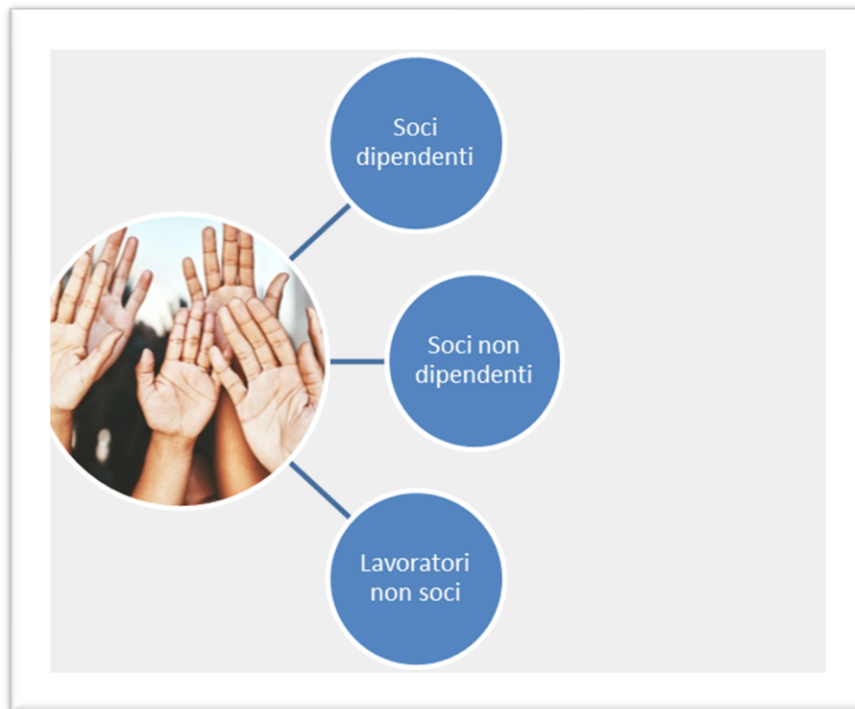 Soci
dipendenti
Soci non
dipendenti
Lavoratori
non soci